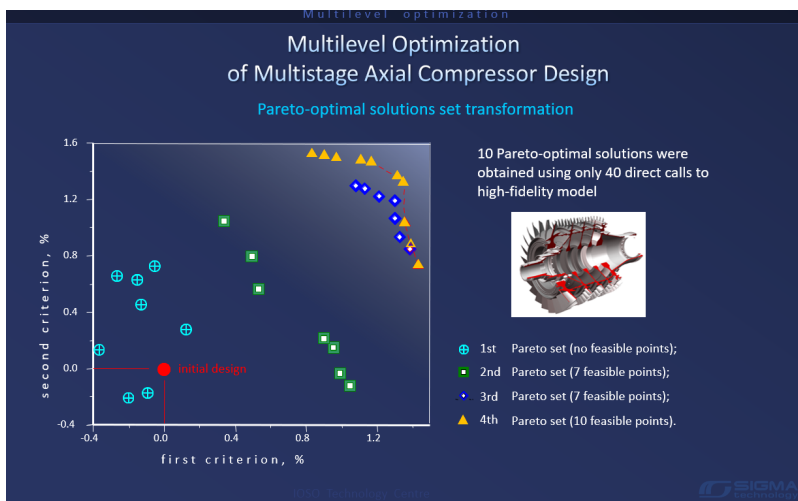 Multilevel optimization
Multilevel Optimization
of Multistage Axial Compressor Design
Pareto-optimal solutions set transformation
1.6
1.2
0.8
0.4
0.0
-0.4
second criterion, %
initial design
-0.4
0.0
0.4
0.8
1.2
first criterion, %
10 Pareto-optimal solutions were
obtained using only 40 direct calls to
high-fidelity model
1st Pareto set (no feasible points);
2nd Pareto set (7 feasible points);
3rd Pareto set (7 feasible points);
4th Pareto set (10 feasible points).
SIGMA
technology